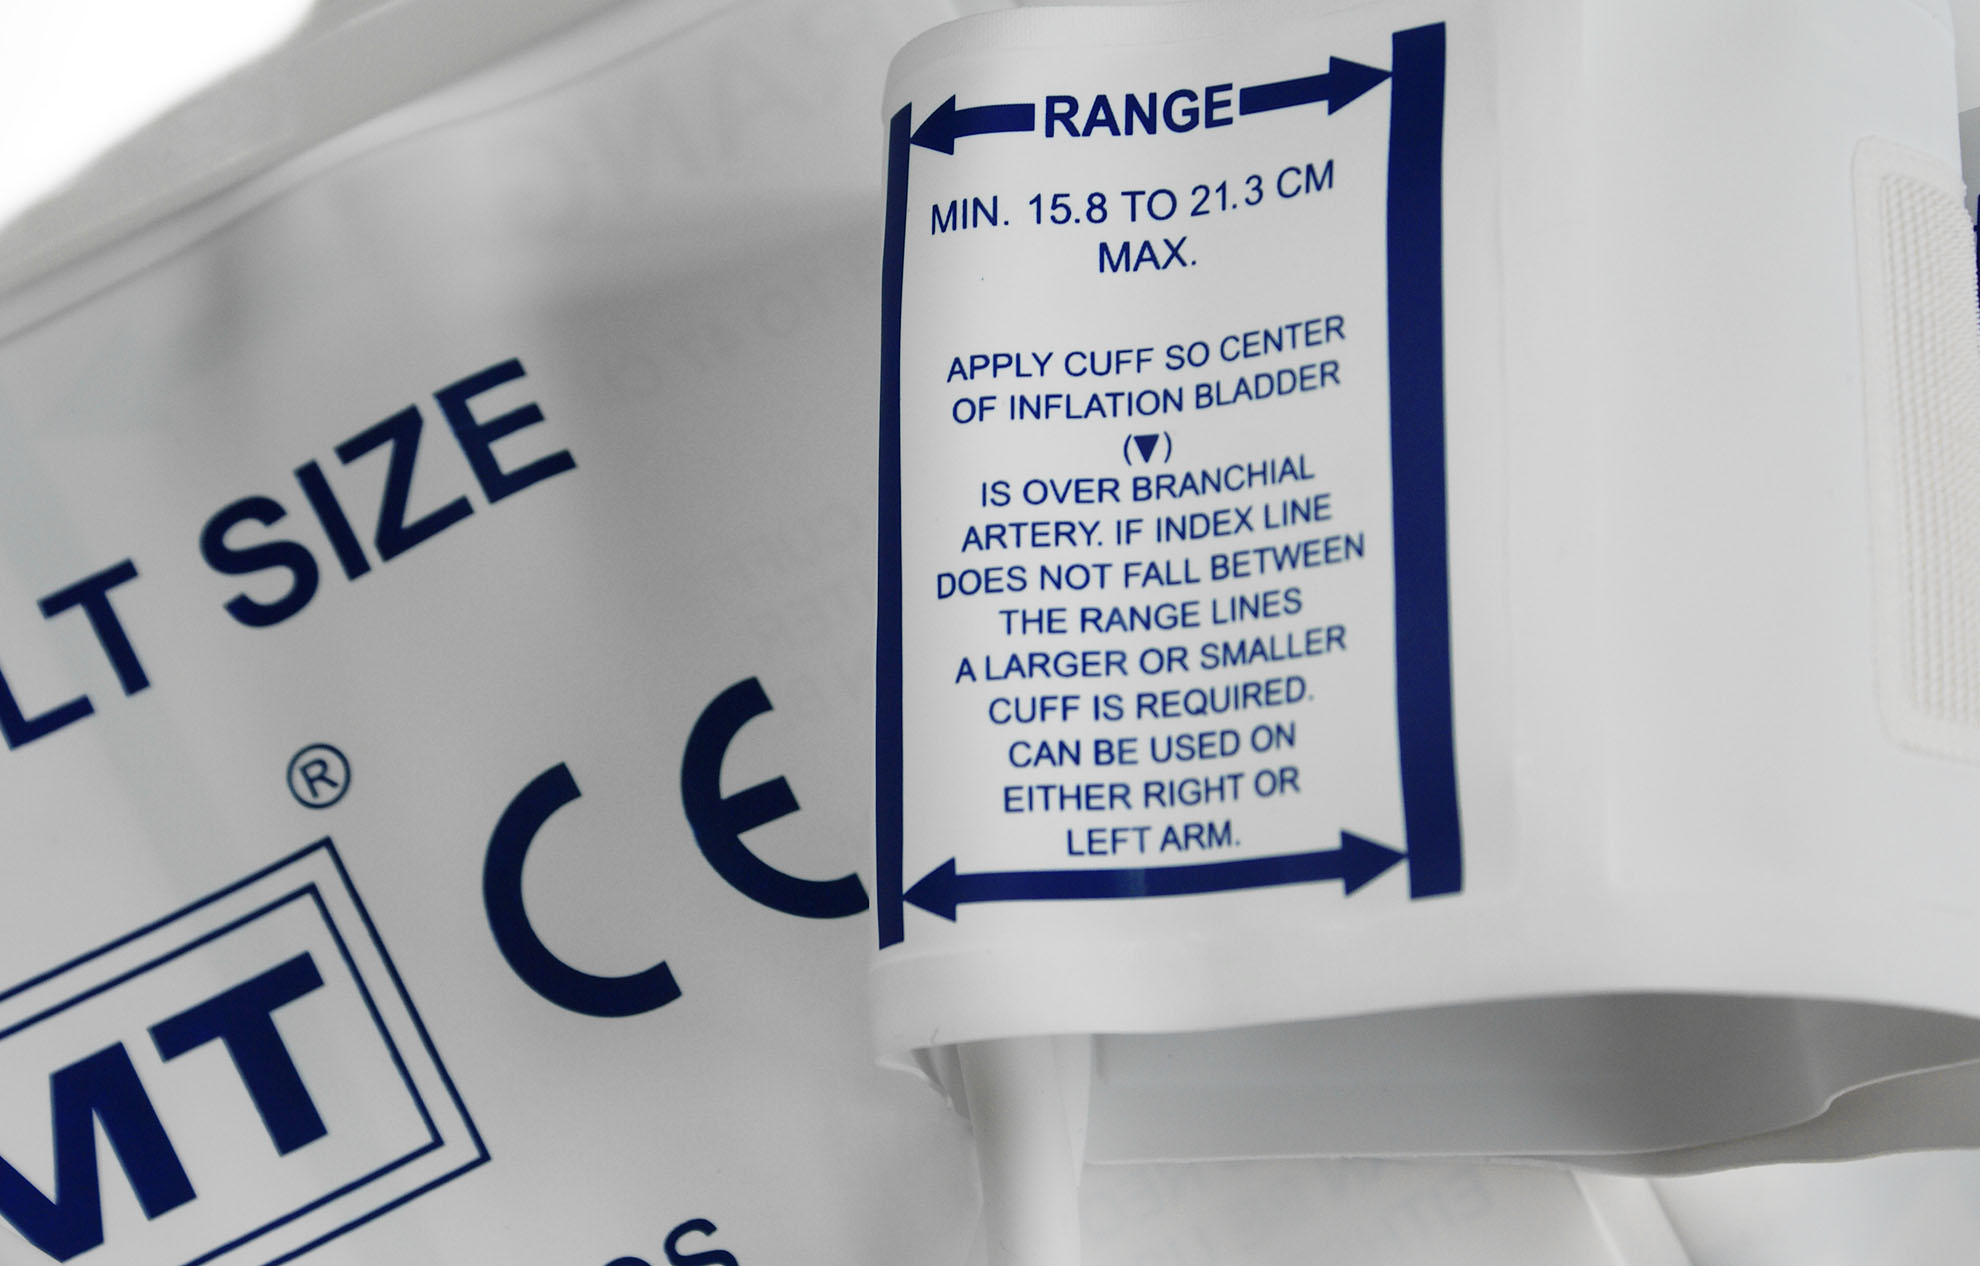 LT SIZE
®
MT
CE
RANGE
MIN. 15.8 TO 21.3 CM
MAX.
APPLY CUFF SO CENTER
OF INFLATION BLADDER
(▼)
IS OVER BRANCHIAL
ARTERY. IF INDEX LINE
DOES NOT FALL BETWEEN
THE RANGE LINES
A LARGER OR SMALLER
CUFF IS REQUIRED.
CAN BE USED ON
EITHER RIGHT OR
LEFT ARM.